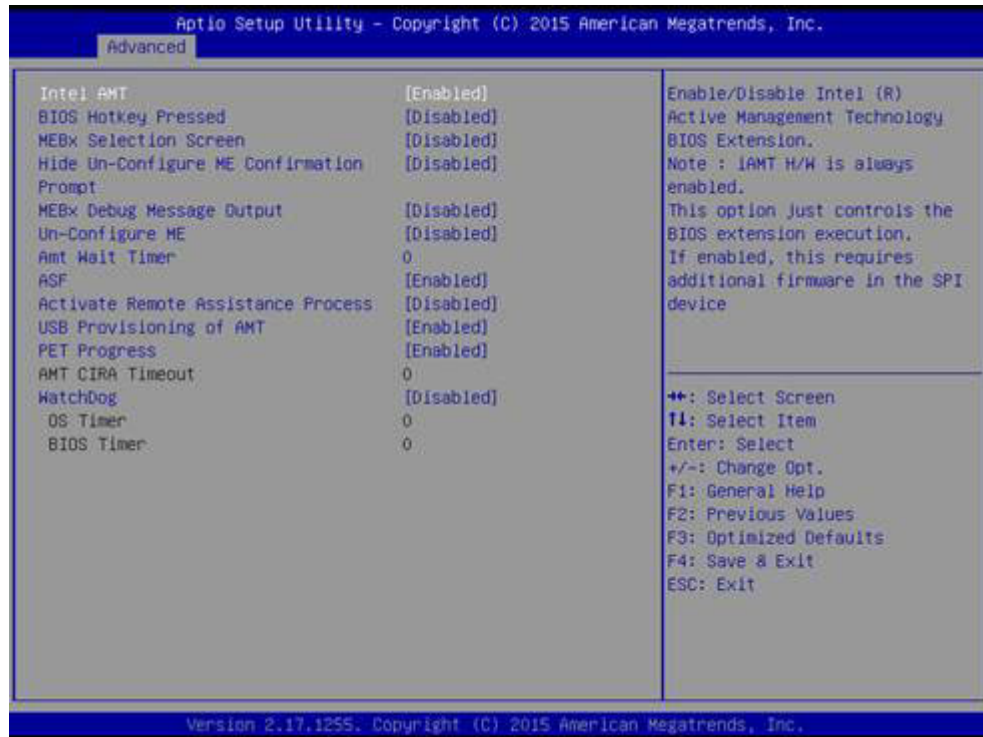 Aptio Setup Utility – Copyright (C) 2015 American Megatrends, Inc.
Advanced
Intel AMT [Enabled]
BIOS Hotkey Pressed [Disabled]
MEBx Selection Screen [Disabled]
Hide Un-Configure ME Confirmation [Disabled]
Prompt
MEBx Debug Message Output [Disabled]
Un-Configure ME [Disabled]
Amt Wait Timer 0
ASF [Enabled]
Activate Remote Assistance Process [Disabled]
USB Provisioning of AMT [Enabled]
PET Progress [Enabled]
AMT CIRA Timeout 0
WatchDog [Disabled]
OS Timer 0
BIOS Timer 0
Enable/Disable Intel (R)
Active Management Technology
BIOS Extension.
Note : iAMT H/W is always
enabled.
This option just controls the
BIOS extension execution.
If enabled, this requires
additional firmware in the SPI
device
→←: Select Screen
↑↓: Select Item
Enter: Select
+/-: Change Opt.
F1: General Help
F2: Previous Values
F3: Optimized Defaults
F4: Save & Exit
ESC: Exit
Version 2.17.1255. Copyright (C) 2015 American Megatrends, Inc.